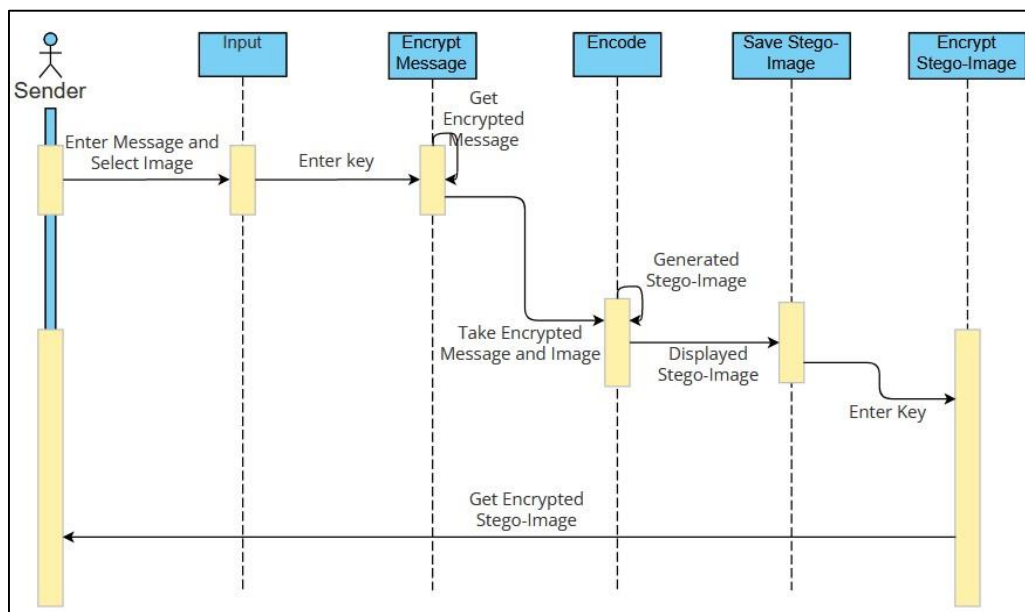 Sender
Input
Encrypt
Message
Encode
Save Stego-
Image
Encrypt
Stego-Image
Get
Encrypted
Message
Enter Message and
Select Image
Enter key
Generated
Stego-Image
Take Encrypted
Message and Image
Displayed
Stego-Image
Enter Key
Get Encrypted
Stego-Image